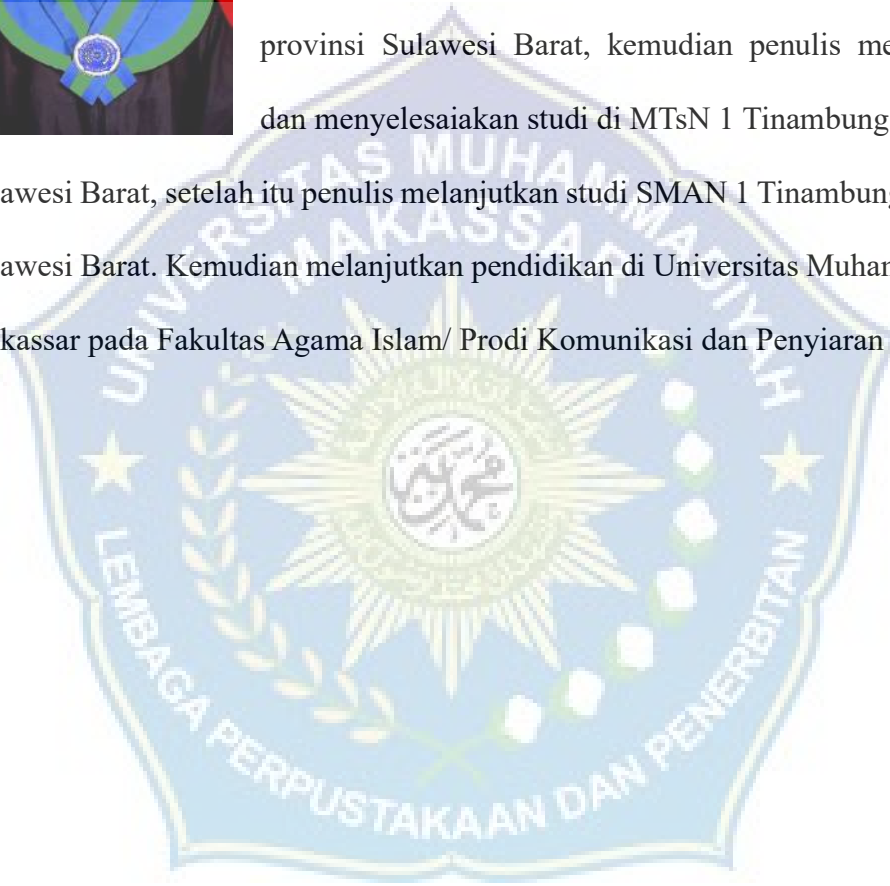 provinsi Sulawesi Barat, kemudian penulis me
dan menyelesaiakan studi di MTsN 1 Tinambung
awesi Barat, setelah itu penulis melanjutkan studi SMAN 1 Tinambung
awesi Barat. Kemudian melanjutkan pendidikan di Universitas Muham
kassar pada Fakultas Agama Islam/ Prodi Komunikasi dan Penyiaran
UNIVERSITAS MUHAMMADIYAH
MAKASSAR
LEMBAGA PERPUSTAKAAN DAN PENERBITAN